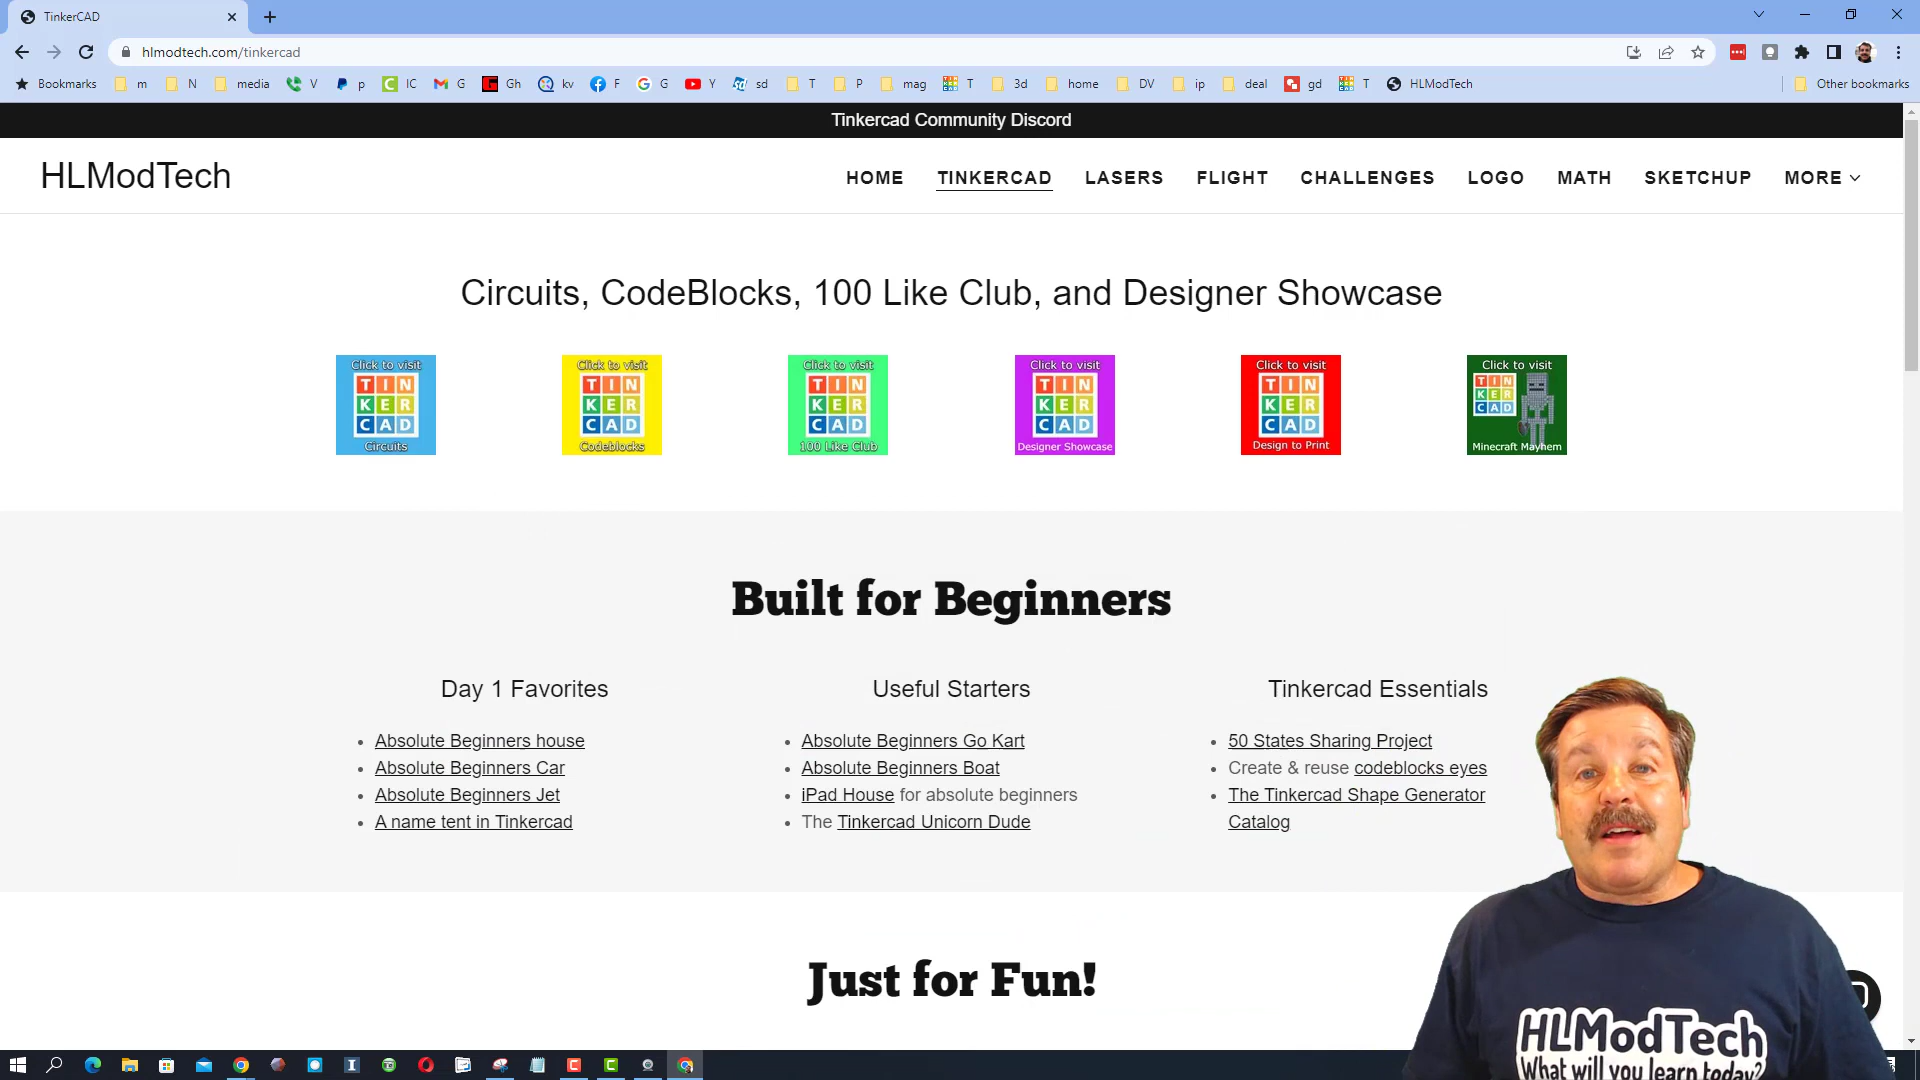 TinkerCAD
hlmodtech.com/tinkercad
Bookmarks m N media V p IC G Gh kv F G Y sd T P mag T 3d home DV ip deal gd T HLModTech Other bookmarks
Tinkercad Community Discord
HLModTech
HOME TINKERCAD LASERS FLIGHT CHALLENGES LOGO MATH SKETCHUP MORE
Circuits, CodeBlocks, 100 Like Club, and Designer Showcase
Click to visit Click to visit Click to visit Click to visit Click to visit Click to visit
TIN TIN TIN TIN TIN TIN
KER KER KER KER KER KER
CAD CAD CAD CAD CAD CAD
Circuits Codeblocks 100 Like Club Designer Showcase Design to Print Minecraft Mayhem
Built for Beginners
Day 1 Favorites
Absolute Beginners house
Absolute Beginners Car
Absolute Beginners Jet
A name tent in Tinkercad
Useful Starters
Absolute Beginners Go Kart
Absolute Beginners Boat
iPad House for absolute beginners
The Tinkercad Unicorn Dude
Tinkercad Essentials
50 States Sharing Project
Create & reuse codeblocks eyes
The Tinkercad Shape Generator
Catalog
Just for Fun!
HLModTech
What will you learn today?